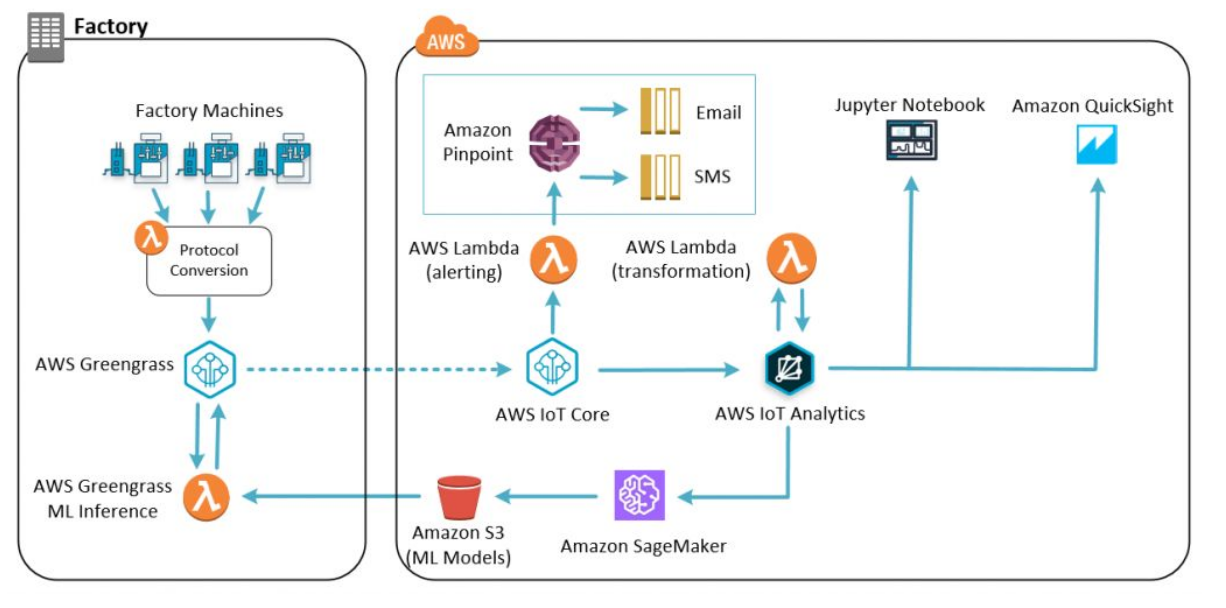 Factory
AWS
Factory Machines
Protocol
Conversion
AWS Greengrass
AWS Greengrass
ML Inference
Amazon
Pinpoint
Email
SMS
AWS Lambda
(alerting)
AWS Lambda
(transformation)
Jupyter Notebook
Amazon QuickSight
AWS IoT Core
AWS IoT Analytics
Amazon S3
(ML Models)
Amazon SageMaker